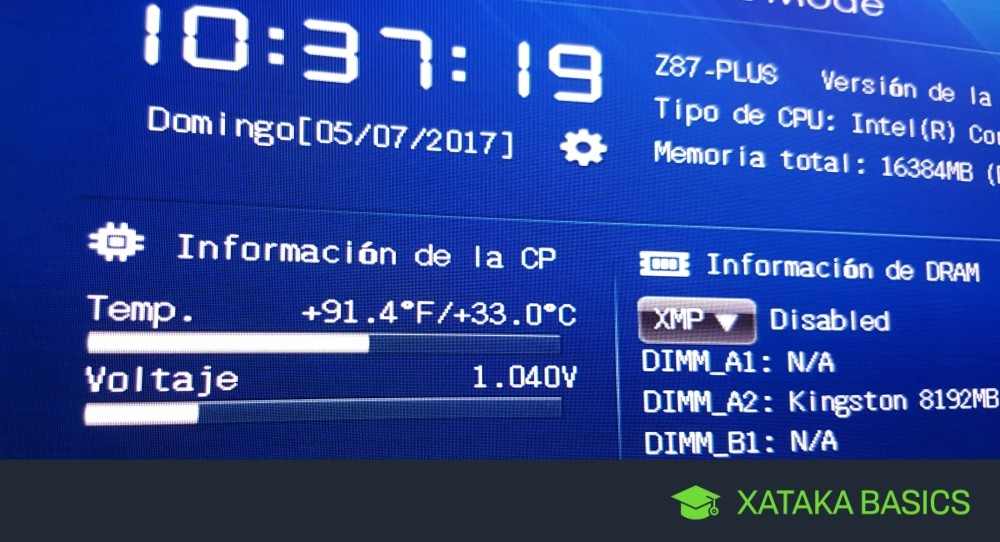 Mode
10:37:19
Domingo[05/07/2017]
Z87-PLUS Versión de la
Tipo de CPU: Intel(R)
Memoria total: 16384MB
Información de la CP
Temp. +91.4°F/+33.0°C
Voltaje 1.040V
Información de DRAM
XMP Disabled
DIMM_A1: N/A
DIMM_A2: Kingston 8192MB
DIMM_B1: N/A
XATAKA BASICS